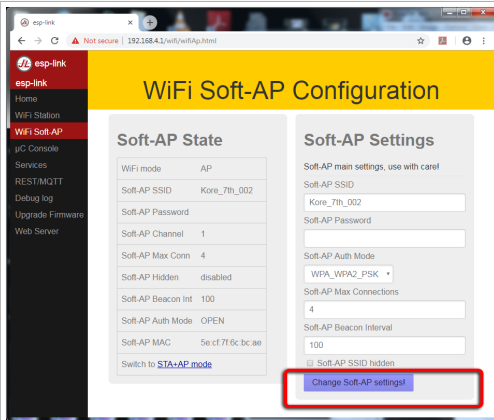 esp-link
Not secure | 192.168.4.1/wifi/wifiAp.html
esp-link
esp-link
Home
WiFi Station
WiFi Soft-AP
µC Console
Services
REST/MQTT
Debug log
Upgrade Firmware
Web Server
WiFi Soft-AP Configuration
Soft-AP State
WiFi mode AP
Soft-AP SSID Kore_7th_002
Soft-AP Password
Soft-AP Channel 1
Soft-AP Max Conn 4
Soft-AP Hidden disabled
Soft-AP Beacon Int 100
Soft-AP Auth Mode OPEN
Soft-AP MAC 5e:cf:7f:6c:bc:ae
Switch to STA+AP mode
Soft-AP Settings
Soft-AP main settings, use with care!
Soft-AP SSID
Kore_7th_002
Soft-AP Password
Soft-AP Auth Mode
WPA_WPA2_PSK
Soft-AP Max Connections
4
Soft-AP Beacon Interval
100
Soft-AP SSID hidden
Change Soft-AP settings!